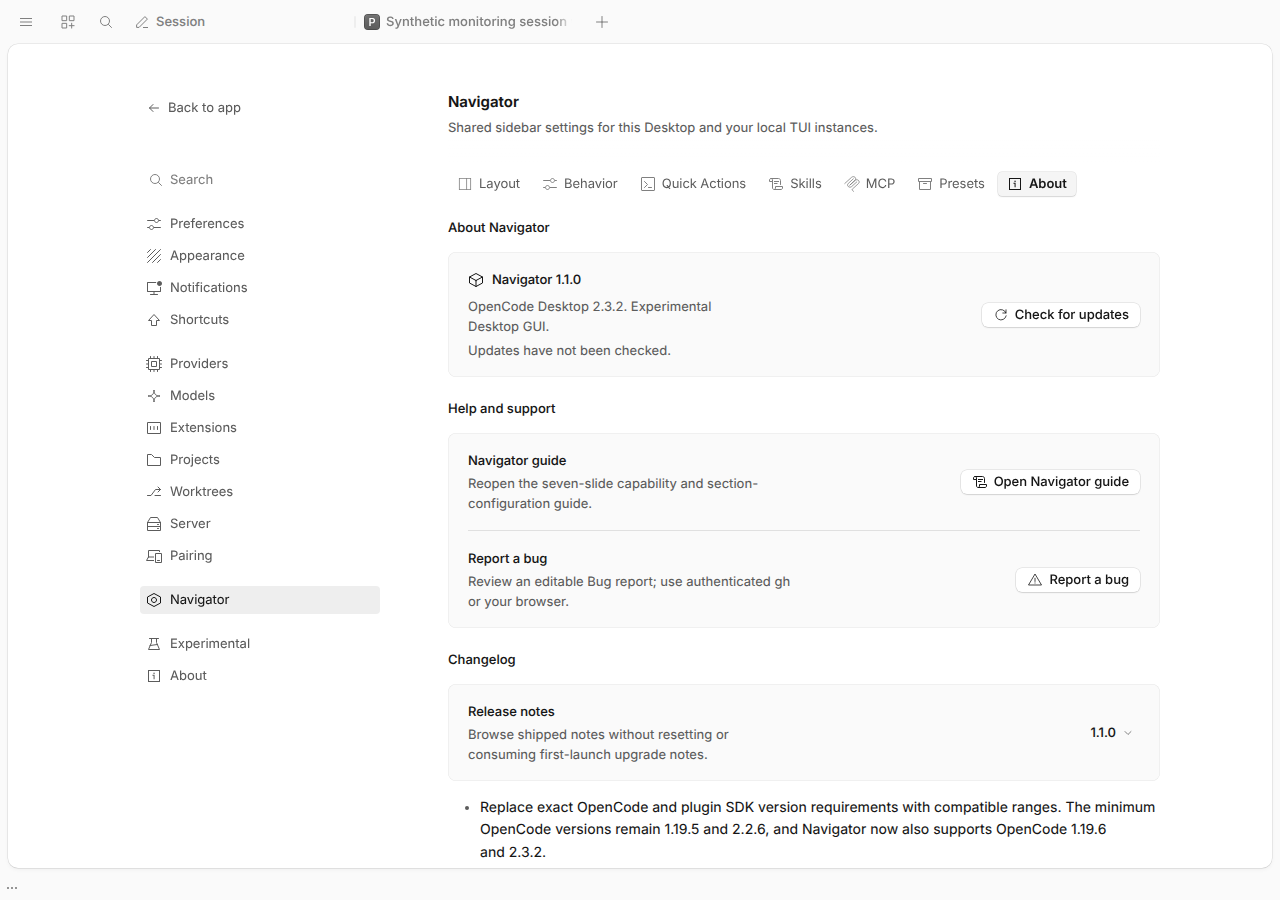 Session
P Synthetic monitoring session
Back to app
Search
Preferences
Appearance
Notifications
Shortcuts
Providers
Models
Extensions
Projects
Worktrees
Server
Pairing
Navigator
Experimental
About
Navigator
Shared sidebar settings for this Desktop and your local TUI instances.
Layout
Behavior
Quick Actions
Skills
MCP
Presets
About
About Navigator
Navigator 1.1.0
OpenCode Desktop 2.3.2. Experimental
Desktop GUI.
Updates have not been checked.
Check for updates
Help and support
Navigator guide
Reopen the seven-slide capability and section-
configuration guide.
Open Navigator guide
Report a bug
Review an editable Bug report; use authenticated gh
or your browser.
Report a bug
Changelog
Release notes
Browse shipped notes without resetting or
consuming first-launch upgrade notes.
1.1.0
• Replace exact OpenCode and plugin SDK version requirements with compatible ranges. The minimum
OpenCode versions remain 1.19.5 and 2.2.6, and Navigator now also supports OpenCode 1.19.6
and 2.3.2.
...